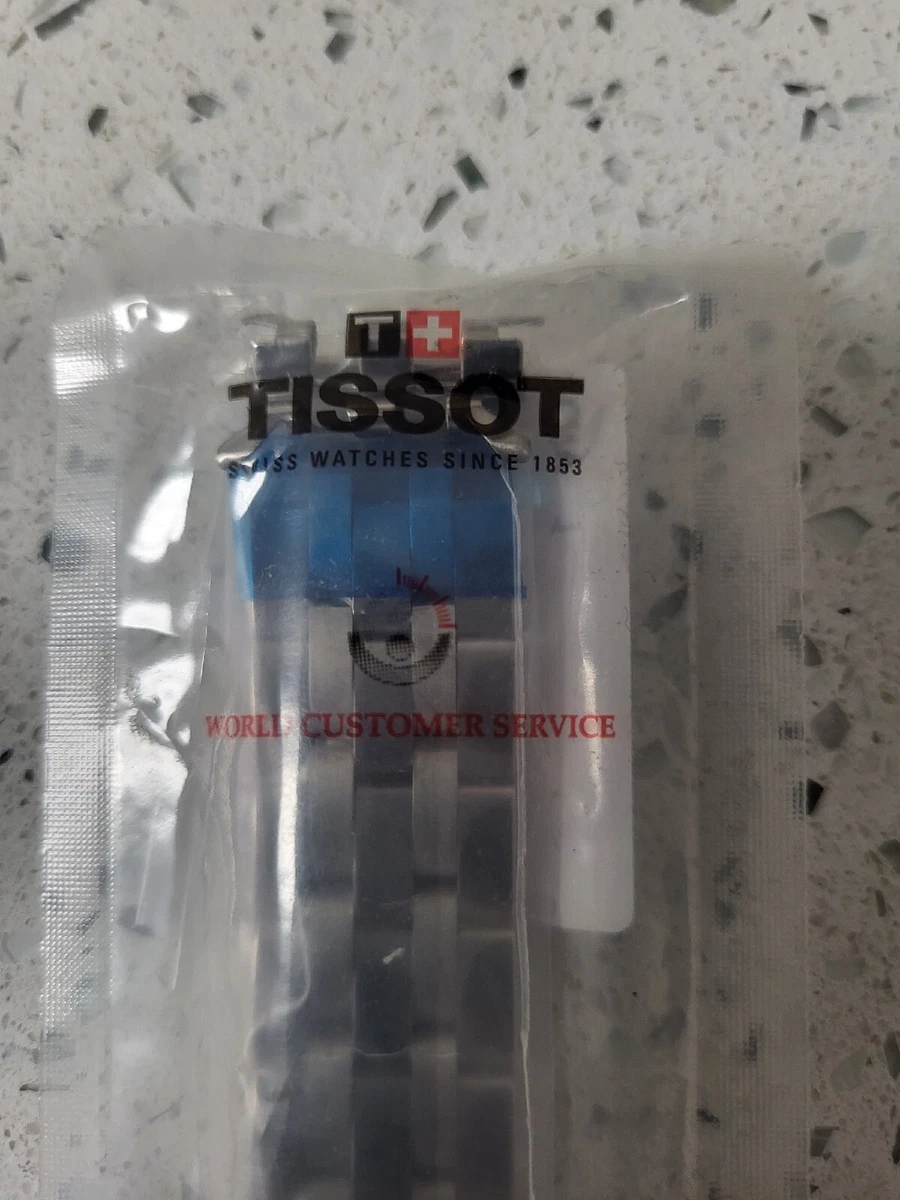 T+
TISSOT
SWISS WATCHES SINCE 1853
WORLD CUSTOMER SERVICE